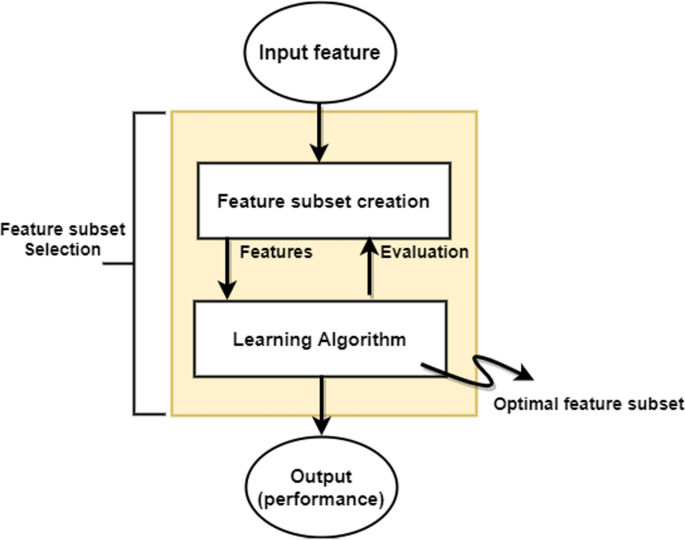 Input feature
Feature subset creation
Feature subset
Selection
Features
Evaluation
Learning Algorithm
Optimal feature subset
Output
(performance)